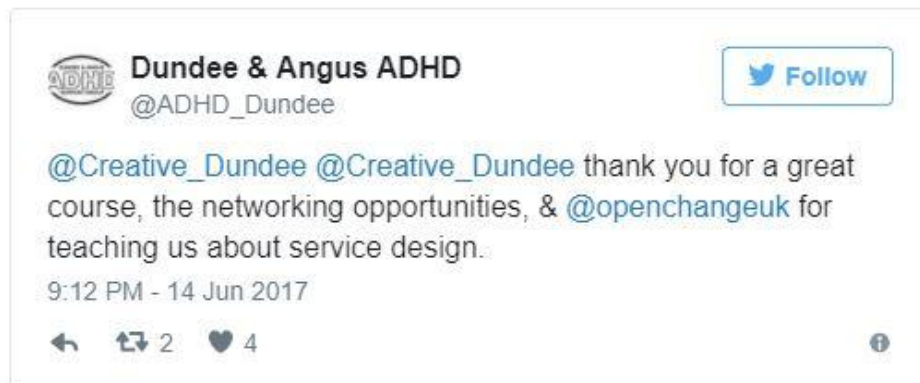 ADHD
Dundee & Angus ADHD
@ADHD_Dundee
Follow
@Creative_Dundee @Creative_Dundee thank you for a great
course, the networking opportunities, & @openchangeuk for
teaching us about service design.
9:12 PM - 14 Jun 2017
2 4